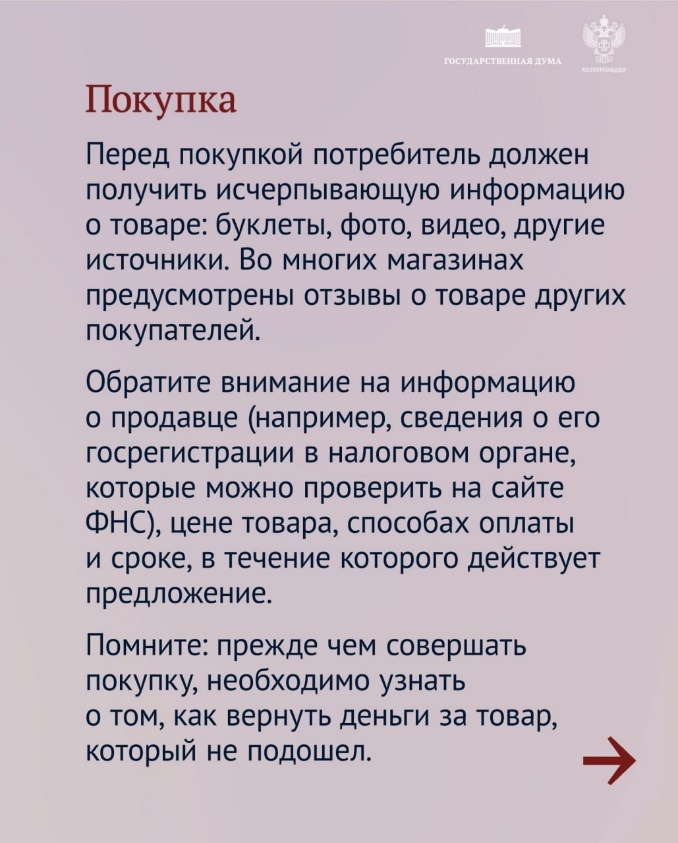 ГОСУДАРСТВЕННАЯ ДУМА
РОСПОТРЕБНАДЗОР
Покупка
Перед покупкой потребитель должен
получить исчерпывающую информацию
о товаре: буклеты, фото, видео, другие
источники. Во многих магазинах
предусмотрены отзывы о товаре других
покупателей.
Обратите внимание на информацию
о продавце (например, сведения о его
госрегистрации в налоговом органе,
которые можно проверить на сайте
ФНС), цене товара, способах оплаты
и сроке, в течение которого действует
предложение.
Помните: прежде чем совершать
покупку, необходимо узнать
о том, как вернуть деньги за товар,
который не подошел.